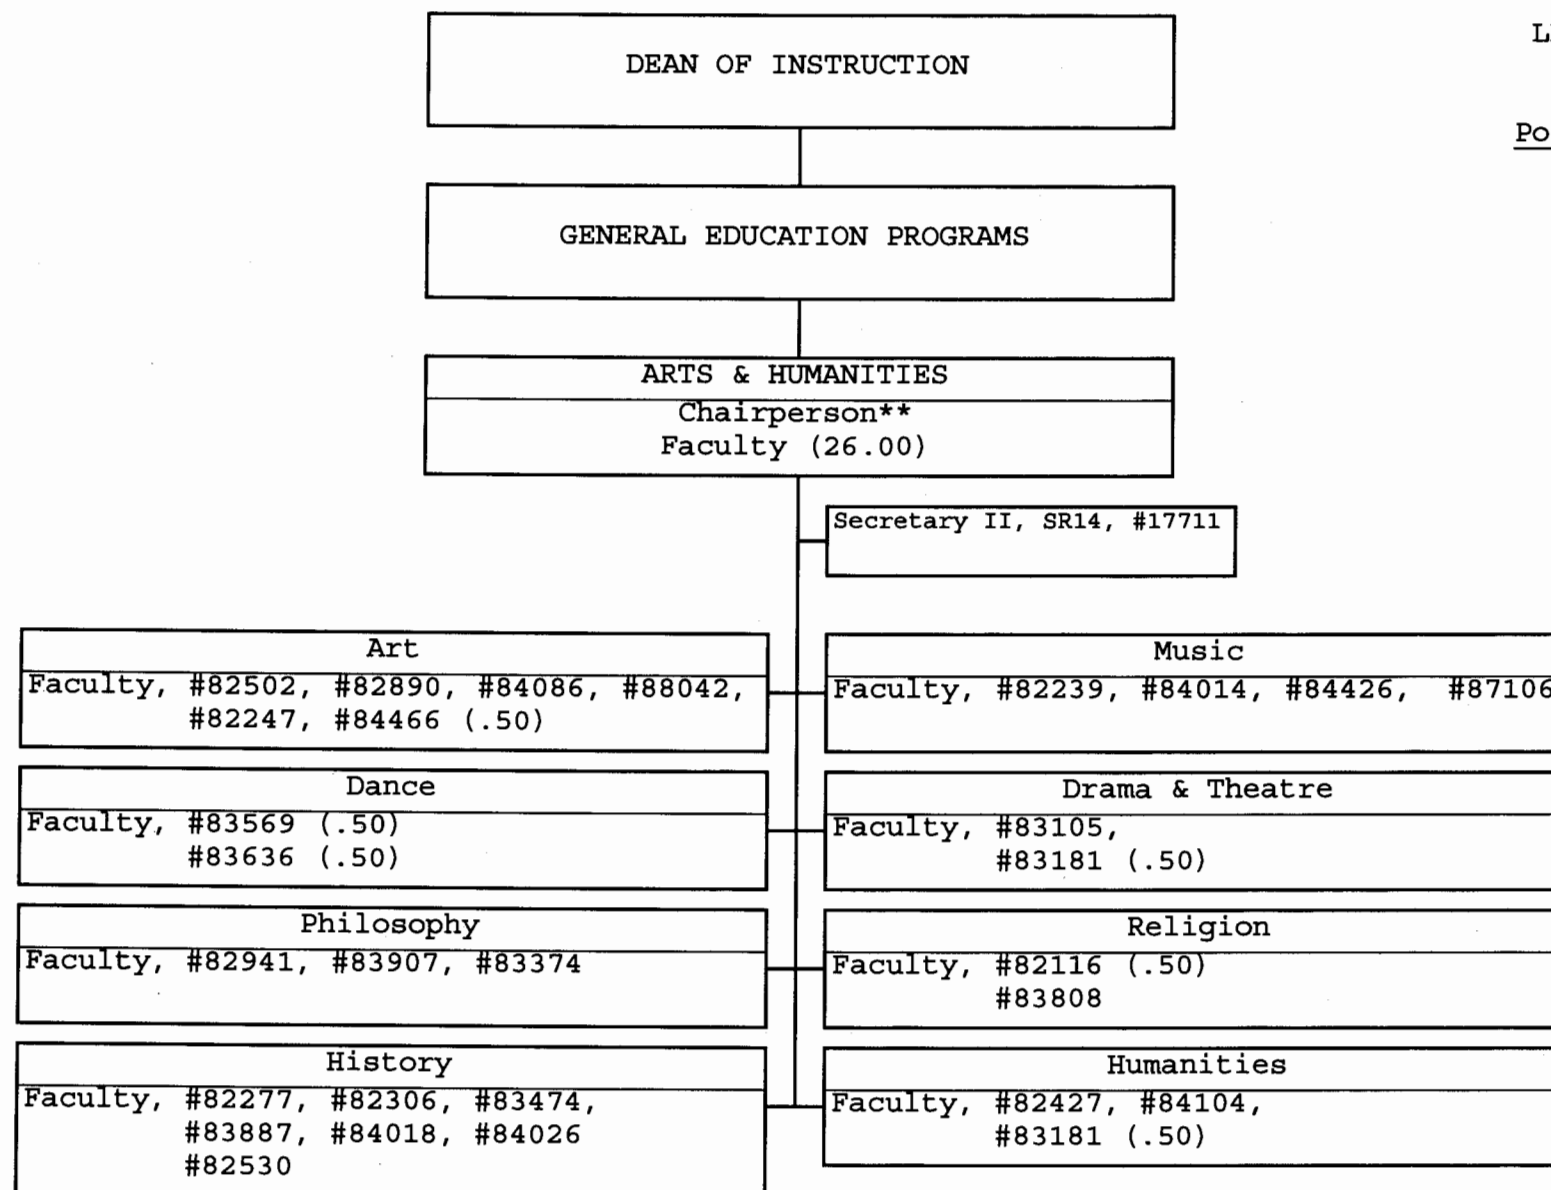 DEAN OF INSTRUCTION
GENERAL EDUCATION PROGRAMS
ARTS & HUMANITIES
Chairperson**
Faculty (26.00)
Secretary II, SR14, #17711
Art
Faculty, #82502, #82890, #84086, #88042,
#82247, #84466 (.50)
Music
Faculty, #82239, #84014, #84426, #87106
Dance
Faculty, #83569 (.50)
#83636 (.50)
Drama & Theatre
Faculty, #83105,
#83181 (.50)
Philosophy
Faculty, #82941, #83907, #83374
Religion
Faculty, #82116 (.50)
#83808
History
Faculty, #82277, #82306, #83474,
#83887, #84018, #84026
#82530
Humanities
Faculty, #82427, #84104,
#83181 (.50)